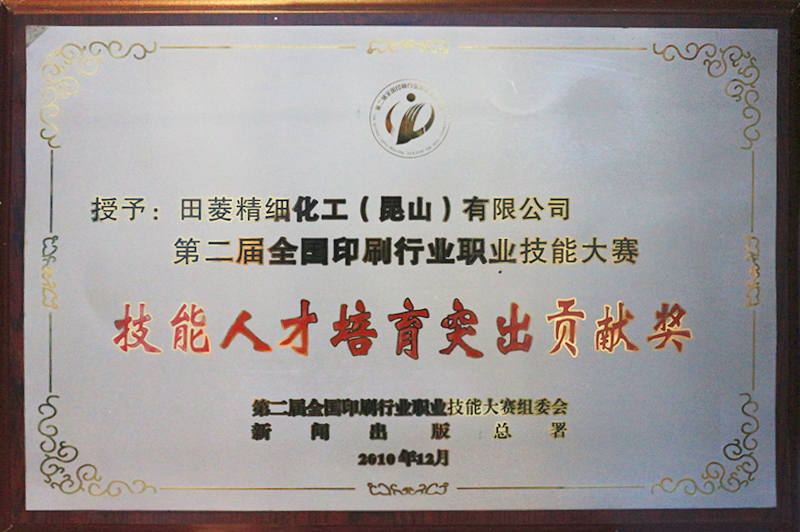 授予：田菱精细化工（昆山）有限公司
第二届全国印刷行业职业技能大赛
技能人才培育突出贡献奖
第二届全国印刷行业职业技能大赛组委会
新闻出版总署
2010年12月